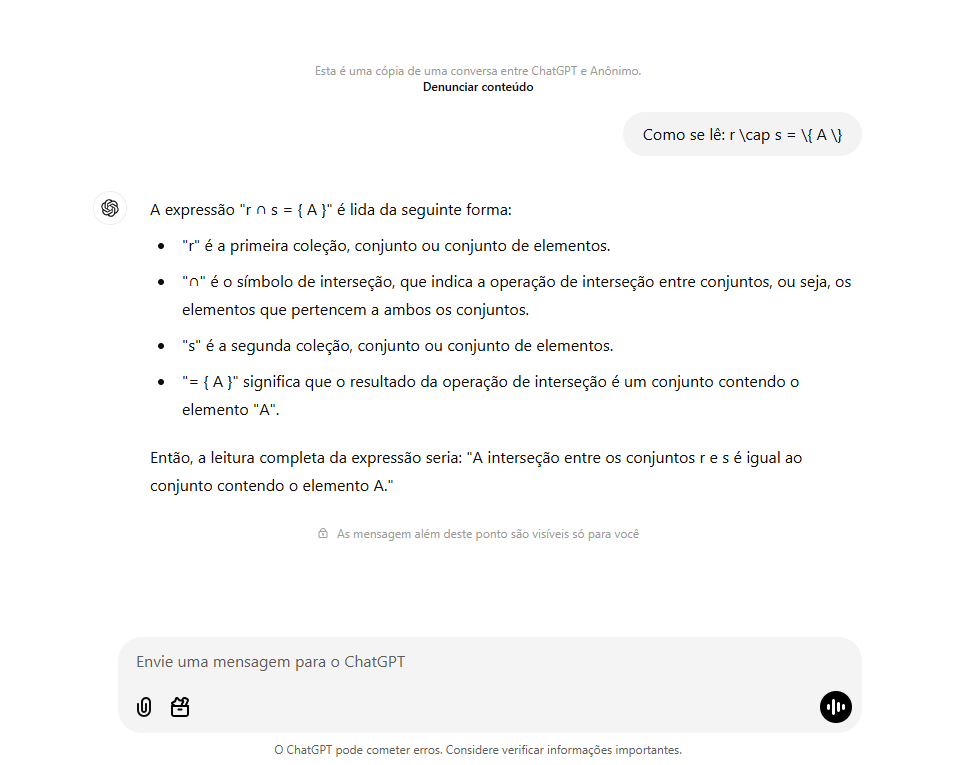 Esta é uma cópia de uma conversa entre ChatGPT e Anônimo.
Denunciar conteúdo
Como se lê: r \cap s = \{ A \}
A expressão "r ∩ s = { A }" é lida da seguinte forma:
• "r" é a primeira coleção, conjunto ou conjunto de elementos.
• "∩" é o símbolo de interseção, que indica a operação de interseção entre conjuntos, ou seja, os
elementos que pertencem a ambos os conjuntos.
• "s" é a segunda coleção, conjunto ou conjunto de elementos.
• "= { A }" significa que o resultado da operação de interseção é um conjunto contendo o
elemento "A".
Então, a leitura completa da expressão seria: "A interseção entre os conjuntos r e s é igual ao
conjunto contendo o elemento A."
As mensagem além deste ponto são visíveis só para você
Envie uma mensagem para o ChatGPT
O ChatGPT pode cometer erros. Considere verificar informações importantes.